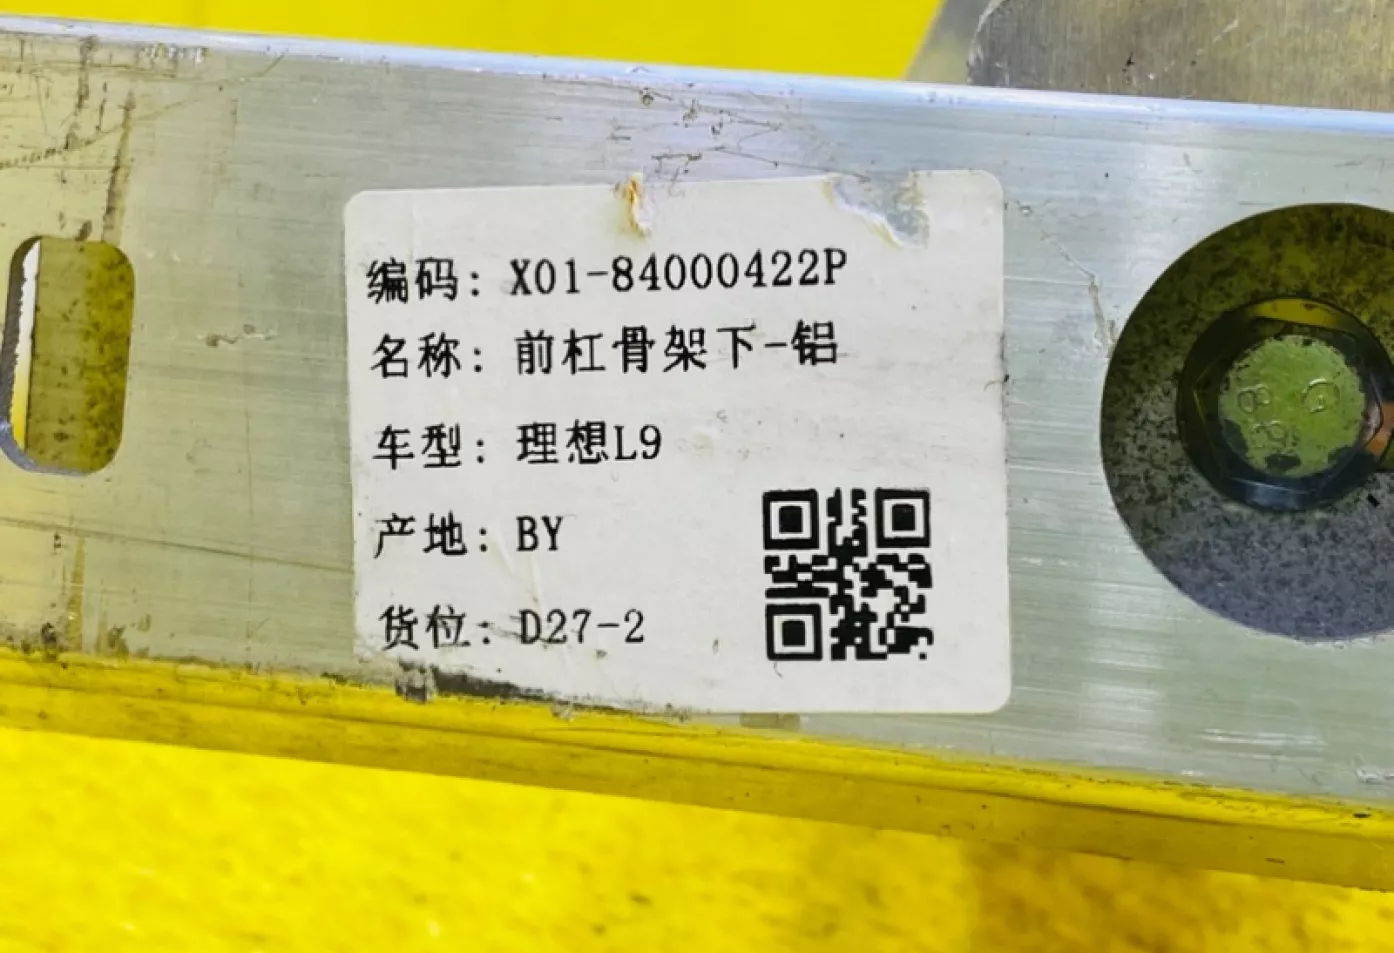 编码：X01-84000422P
名称：前杠骨架下-铝
车型：理想L9
产地：BY
货位：D27-2